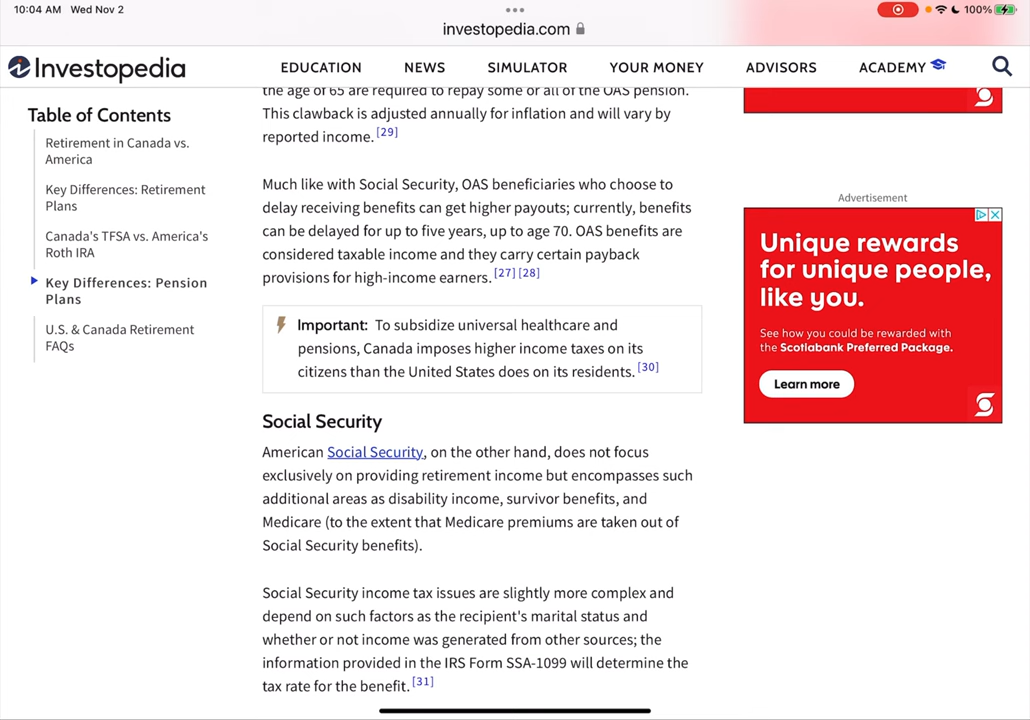 10:04 AM Wed Nov 2
100%
investopedia.com
Investopedia
EDUCATION NEWS SIMULATOR YOUR MONEY ADVISORS ACADEMY
Table of Contents
Retirement in Canada vs.
America
Key Differences: Retirement
Plans
Canada's TFSA vs. America's
Roth IRA
Key Differences: Pension
Plans
U.S. & Canada Retirement
FAQs
the age of 65 are required to repay some or all of the OAS pension.
This clawback is adjusted annually for inflation and will vary by
reported income. [29]
Much like with Social Security, OAS beneficiaries who choose to
delay receiving benefits can get higher payouts; currently, benefits
can be delayed for up to five years, up to age 70. OAS benefits are
considered taxable income and they carry certain payback
provisions for high-income earners. [27] [28]
Important: To subsidize universal healthcare and
pensions, Canada imposes higher income taxes on its
citizens than the United States does on its residents. [30]
Social Security
American Social Security, on the other hand, does not focus
exclusively on providing retirement income but encompasses such
additional areas as disability income, survivor benefits, and
Medicare (to the extent that Medicare premiums are taken out of
Social Security benefits).
Social Security income tax issues are slightly more complex and
depend on such factors as the recipient's marital status and
whether or not income was generated from other sources; the
information provided in the IRS Form SSA-1099 will determine the
tax rate for the benefit. [31]
Advertisement
Unique rewards
for unique people,
like you.
See how you could be rewarded with
the Scotiabank Preferred Package.
Learn more